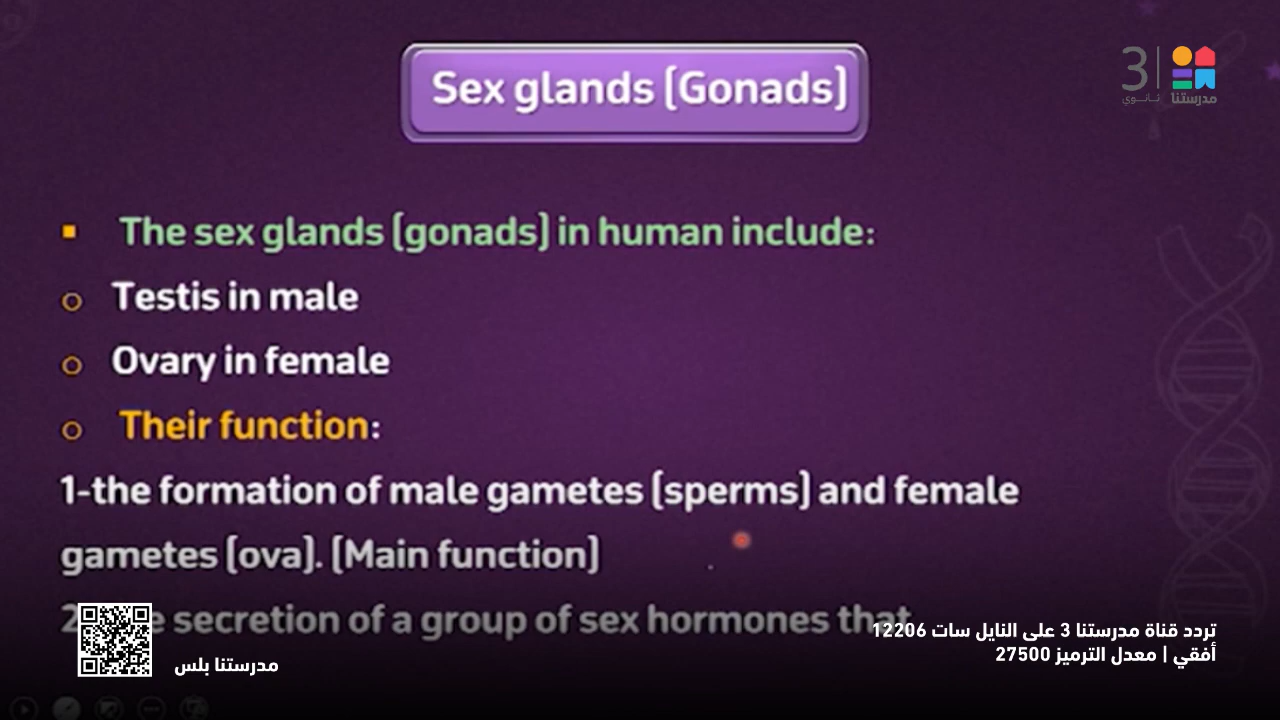 Sex glands (Gonads)
3
ثانوي
مدرستنا
The sex glands (gonads) in human include:
Testis in male
Ovary in female
Their function:
1-the formation of male gametes (sperms) and female
gametes (ova). (Main function)
secretion of a group of sex hormones that
تردد قناة مدرستنا 3 على النايل سات 12206
أفقي | معدل الترميز 27500
مدرستنا بلس